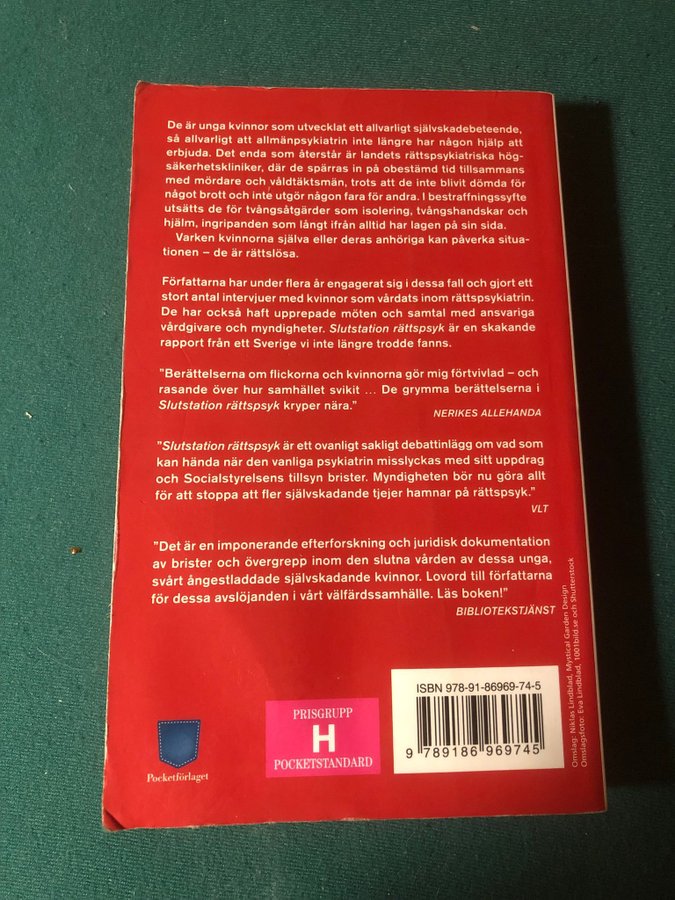 De är unga kvinnor som utvecklat ett allvarligt självskadebeteende,
så allvarligt att allmänpsykiatrin inte längre har någon hjälp att
erbjuda. Det enda som återstår är landets rättspsykiatriska hög-
säkerhetskliniker, där de spärras in på obestämd tid tillsammans
med mördare och våldtäktsmän, trots att de inte blivit dömda för
något brott och inte utgör någon fara för andra. I bestraffningssyfte
utsätts de för tvångsåtgärder som isolering, tvångshandskar och
hjälm, ingripanden som långt ifrån alltid har lagen på sin sida.
Varken kvinnorna själva eller deras anhöriga kan påverka situa-
tionen – de är rättslösa.
Författarna har under flera år engagerat sig i dessa fall och gjort ett
stort antal intervjuer med kvinnor som vårdats inom rättspsykiatrin.
De har också haft upprepade möten och samtal med ansvariga
vårdgivare och myndigheter. Slutstation rättspsyk är en skakande
rapport från ett Sverige vi inte längre trodde fanns.
"Berättelserna om flickorna och kvinnorna gör mig förtvivlad – och
rasande över hur samhället svikit ... De grymma berättelserna i
Slutstation rättspsyk kryper nära."
NERIKES ALLEHANDA
"Slutstation rättspsyk är ett ovanligt sakligt debattinlägg om vad som
kan hända när den vanliga psykiatrin misslyckas med sitt uppdrag
och Socialstyrelsens tillsyn brister. Myndigheten bör nu göra allt
för att stoppa att fler självskadande tjejer hamnar på rättspsyk."
VLT
"Det är en imponerande efterforskning och juridisk dokumentation
av brister och övergrepp inom den slutna vården av dessa unga,
svårt ångestladdade självskadande kvinnor. Lovord till författarna
för dessa avslöjanden i vårt välfärdssamhälle. Läs boken!"
BIBLIOTEKSTJÄNST
Omslag: Niklas Lindblad, Mystical Garden Design
Omslagsfoto: Eva Lindblad, 1001bild.se och Shutterstock
ISBN 978-91-86969-74-5
9 789186 969745
PRISGRUPP
H
POCKETSTANDARD
Pocketförlaget